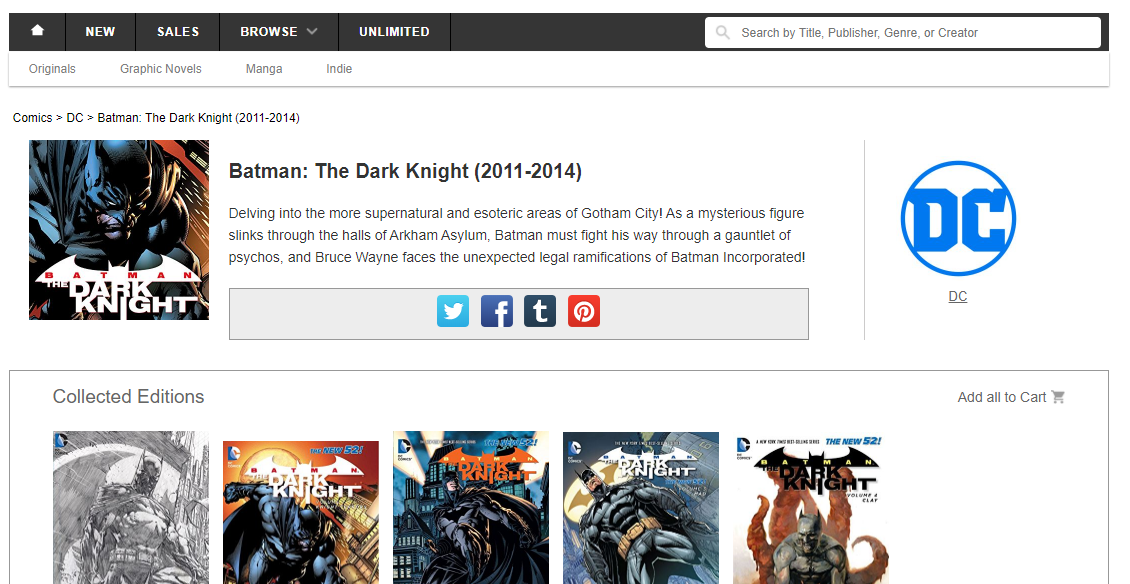 NEW SALES BROWSE UNLIMITED Search by Title, Publisher, Genre, or Creator
Originals Graphic Novels Manga Indie
Comics > DC > Batman: The Dark Knight (2011-2014)
Batman: The Dark Knight (2011-2014)
Delving into the more supernatural and esoteric areas of Gotham City! As a mysterious figure
slinks through the halls of Arkham Asylum, Batman must fight his way through a gauntlet of
psychos, and Bruce Wayne faces the unexpected legal ramifications of Batman Incorporated!
BATMAN
THE DARK
KNIGHT
DC
DC
Collected Editions Add all to Cart
THE NEW 52!
BATMAN
THE DARK
KNIGHT
THE NEW 52!
BATMAN
THE DARK
KNIGHT
BATMAN
THE DARK
KNIGHT
A NEW YORK TIMES BEST-SELLING SERIES THE NEW 52!
BATMAN
THE DARK
KNIGHT
VOLUME 4
CLAY